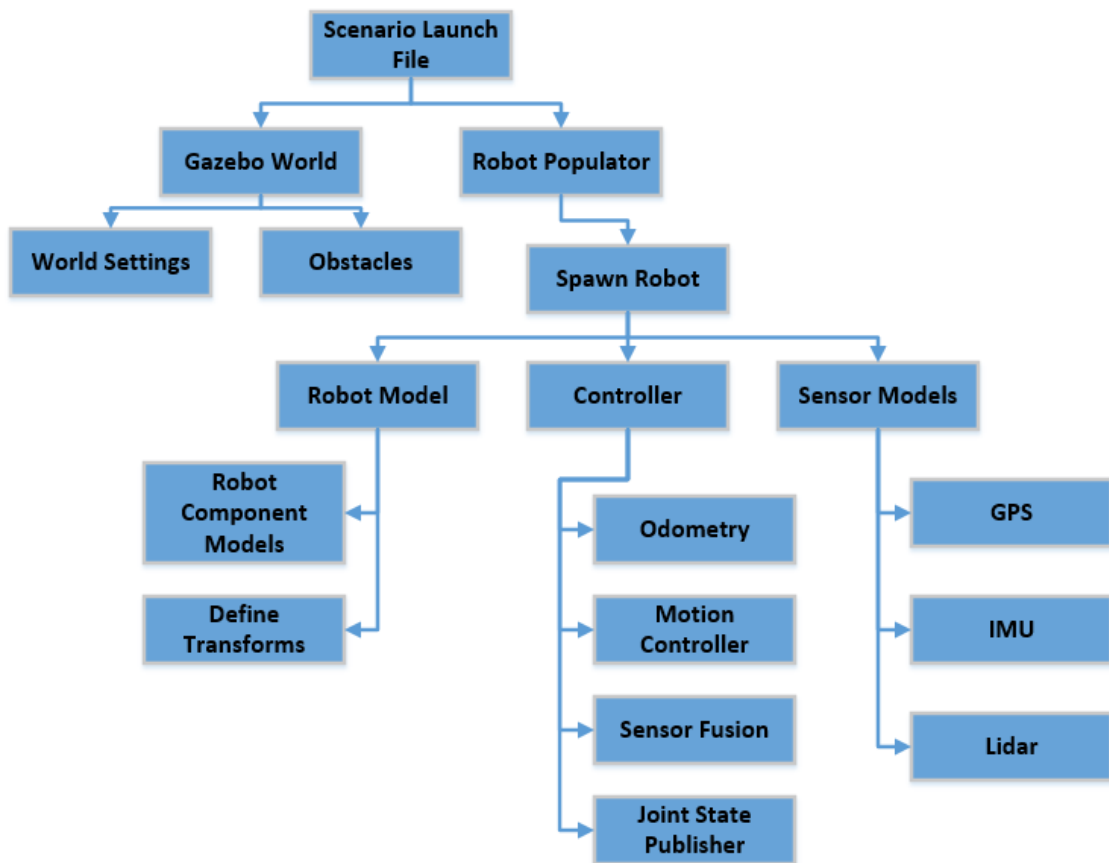 Scenario Launch
File
Gazebo World
Robot Populator
World Settings
Obstacles
Spawn Robot
Robot Model
Controller
Sensor Models
Robot
Component
Models
Define
Transforms
Odometry
Motion
Controller
Sensor Fusion
Joint State
Publisher
GPS
IMU
Lidar